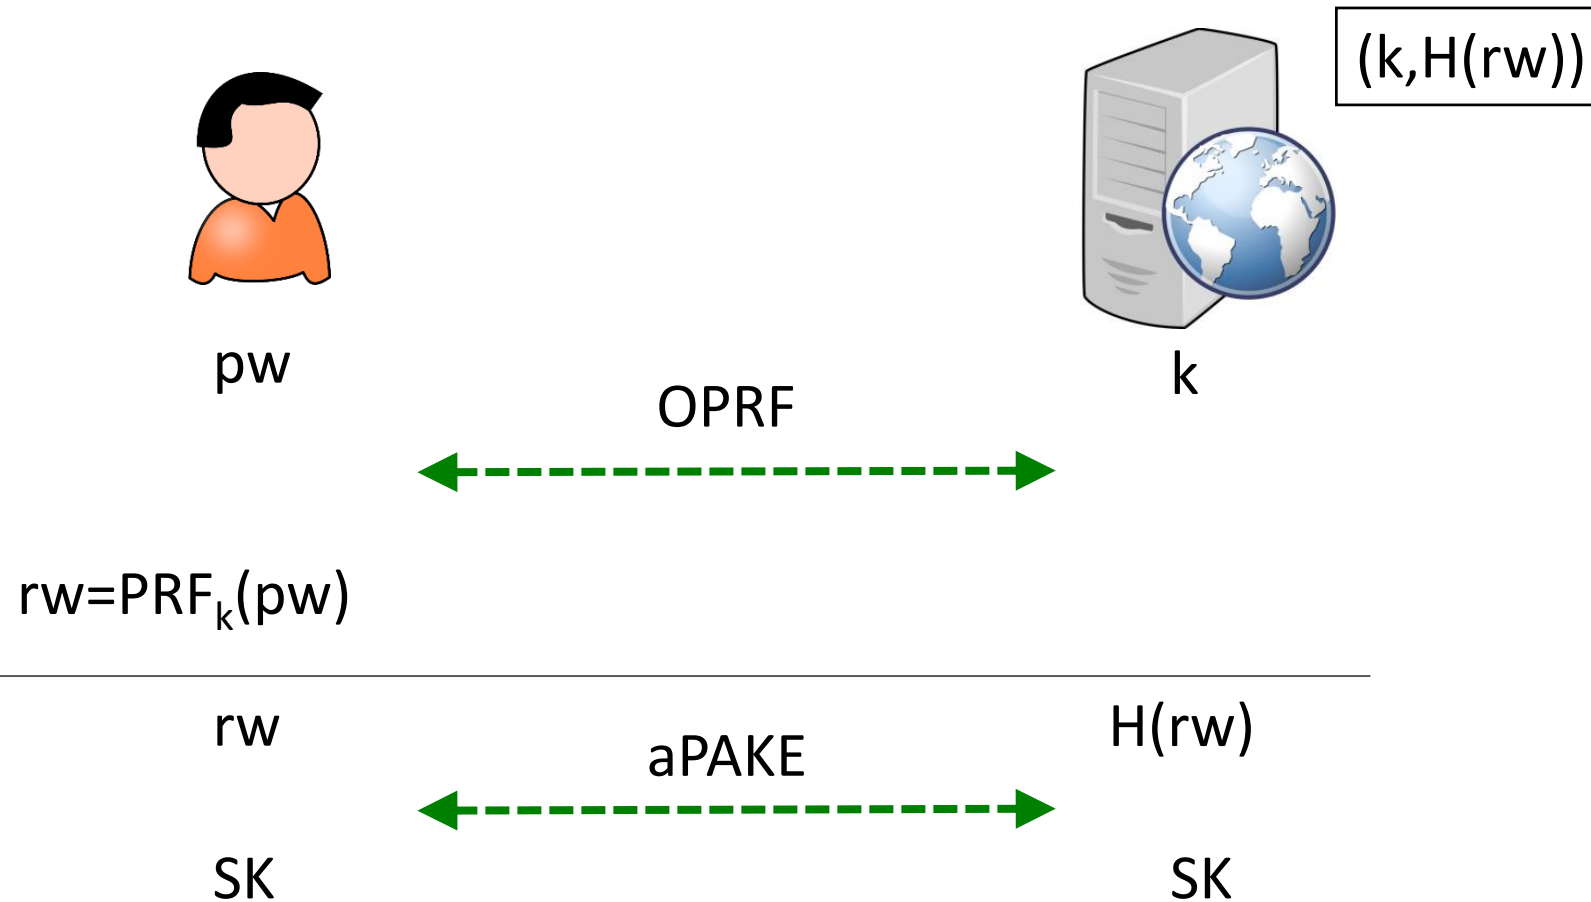 (k,H(rw))
pw
k
OPRF
rw=PRFk(pw)
rw
H(rw)
aPAKE
SK
SK